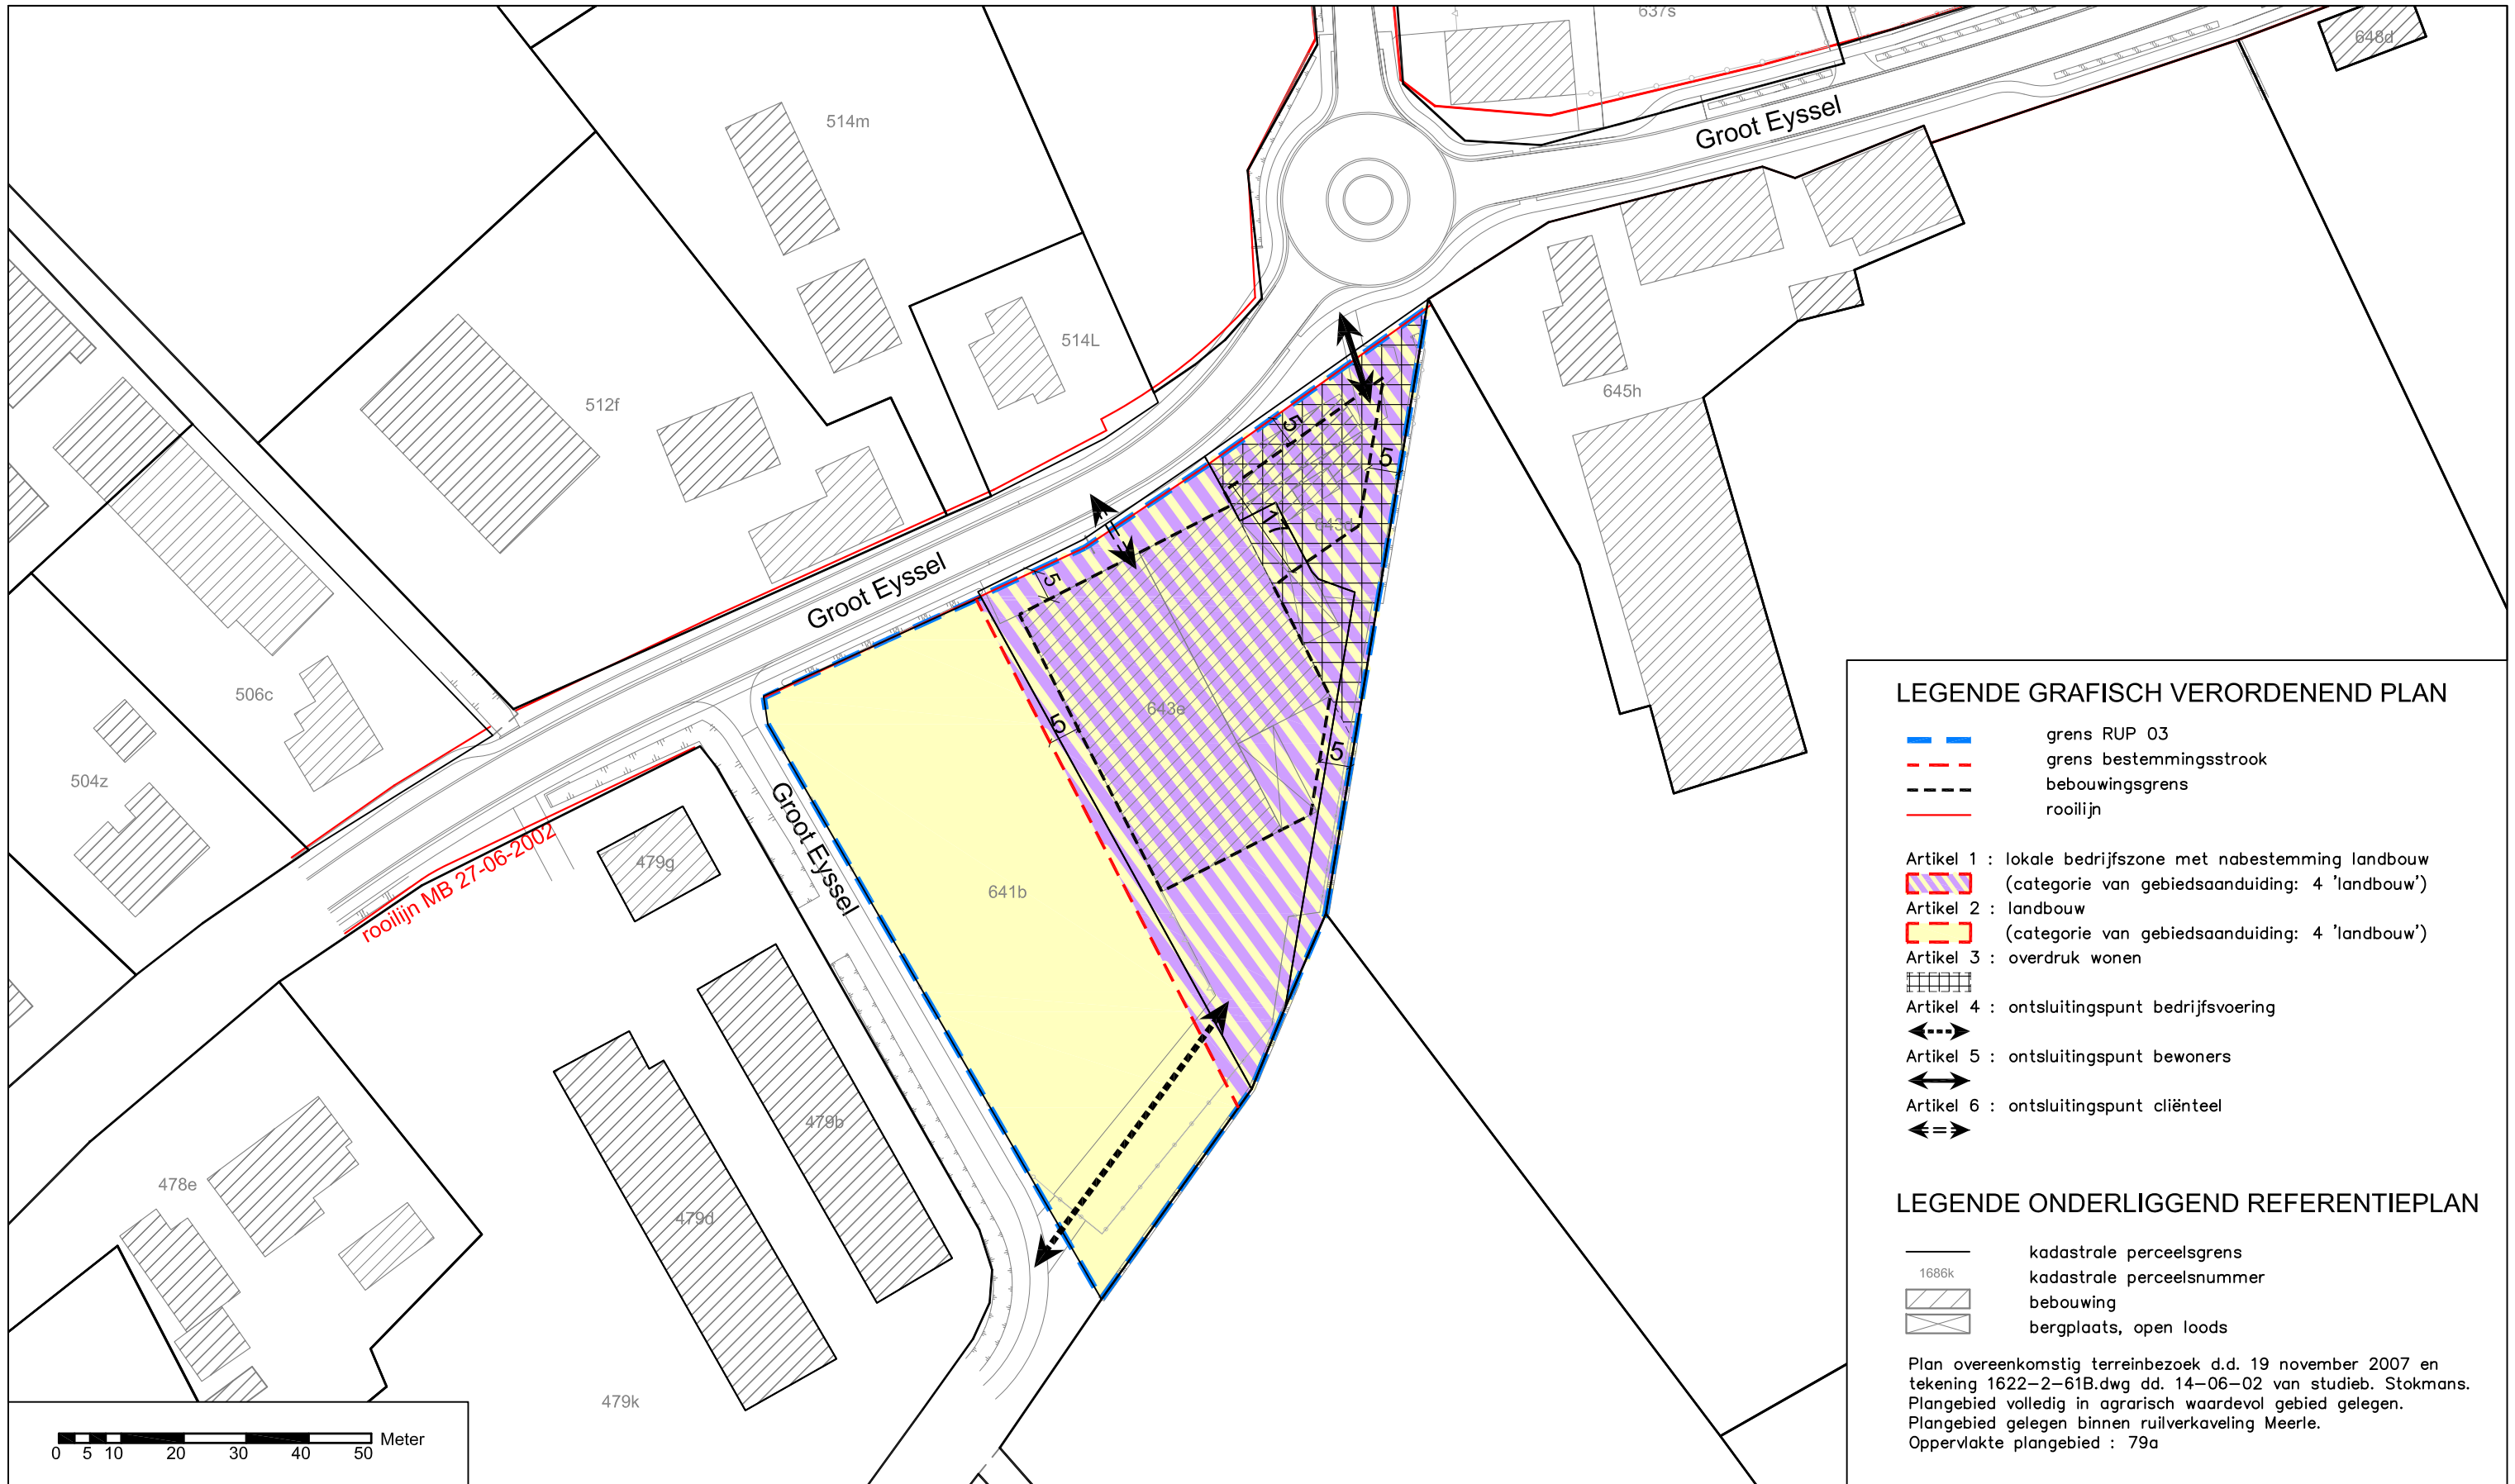 637s
648d
514m
Groot Eyssel
514L
512f
645h
5
5
643d
17
Groot Eyssel
5
506c
643e
5
5
504z
Groot Eyssel
479g
rooilijn MB 27-06-2002
641b
479b
478e
479d
479k
0 5 10 20 30 40 50 Meter
LEGENDE GRAFISCH VERORDENEND PLAN
grens RUP 03
grens bestemmingsstrook
bebouwingsgrens
rooilijn
Artikel 1 : lokale bedrijfszone met nabestemming landbouw
(categorie van gebiedsaanduiding: 4 'landbouw')
Artikel 2 : landbouw
(categorie van gebiedsaanduiding: 4 'landbouw')
Artikel 3 : overdruk wonen
Artikel 4 : ontsluitingspunt bedrijfsvoering
Artikel 5 : ontsluitingspunt bewoners
Artikel 6 : ontsluitingspunt cliënteel
LEGENDE ONDERLIGGEND REFERENTIEPLAN
kadastrale perceelsgrens
1686k kadastrale perceelsnummer
bebouwing
bergplaats, open loods
Plan overeenkomstig terreinbezoek d.d. 19 november 2007 en
tekening 1622-2-61B.dwg dd. 14-06-02 van studieb. Stokmans.
Plangebied volledig in agrarisch waardevol gebied gelegen.
Plangebied gelegen binnen ruilverkaveling Meerle.
Oppervlakte plangebied : 79a